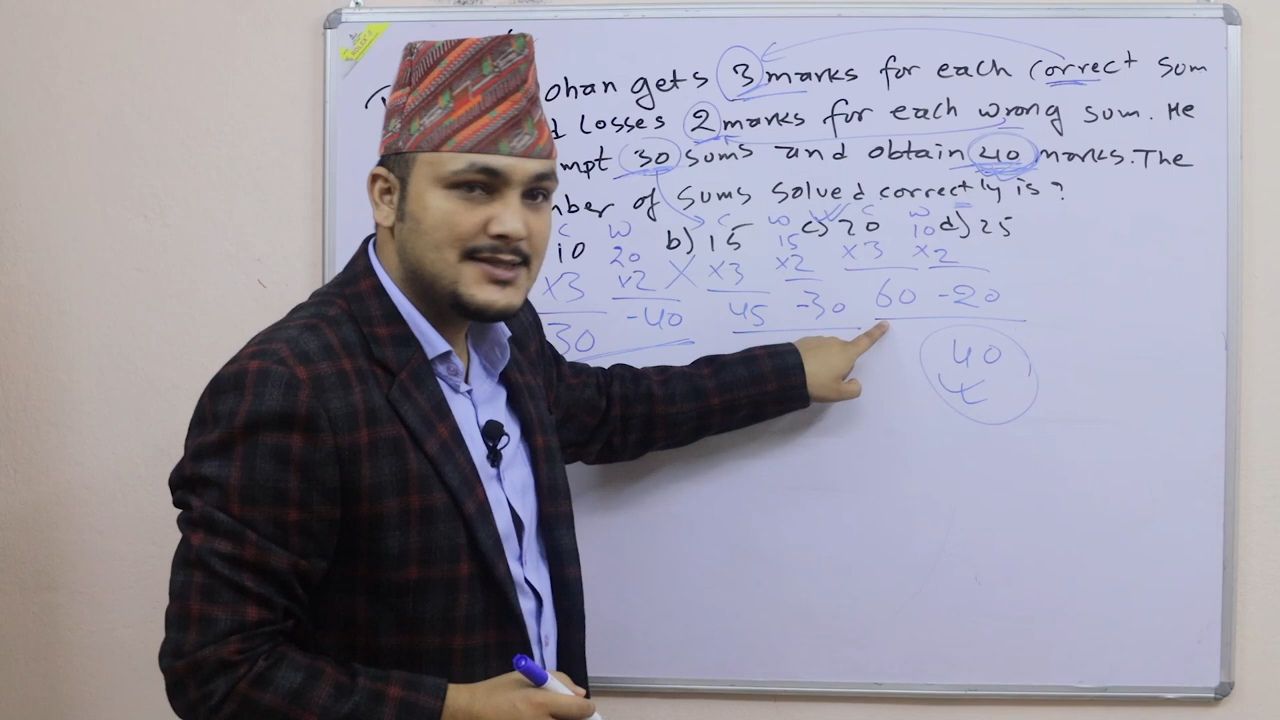 ohan gets 3 marks for each correct sum
d Losses 2 marks for each wrong sum. He
mpt 30 sums and obtain 40 marks. The
mber of sums solved correctly is?
C W C W C W
10 20 b) 15 15 c) 20 10 d) 25
x3 x2 x3 x2 x3 x2
30 -40 45 -30 60 -20
40